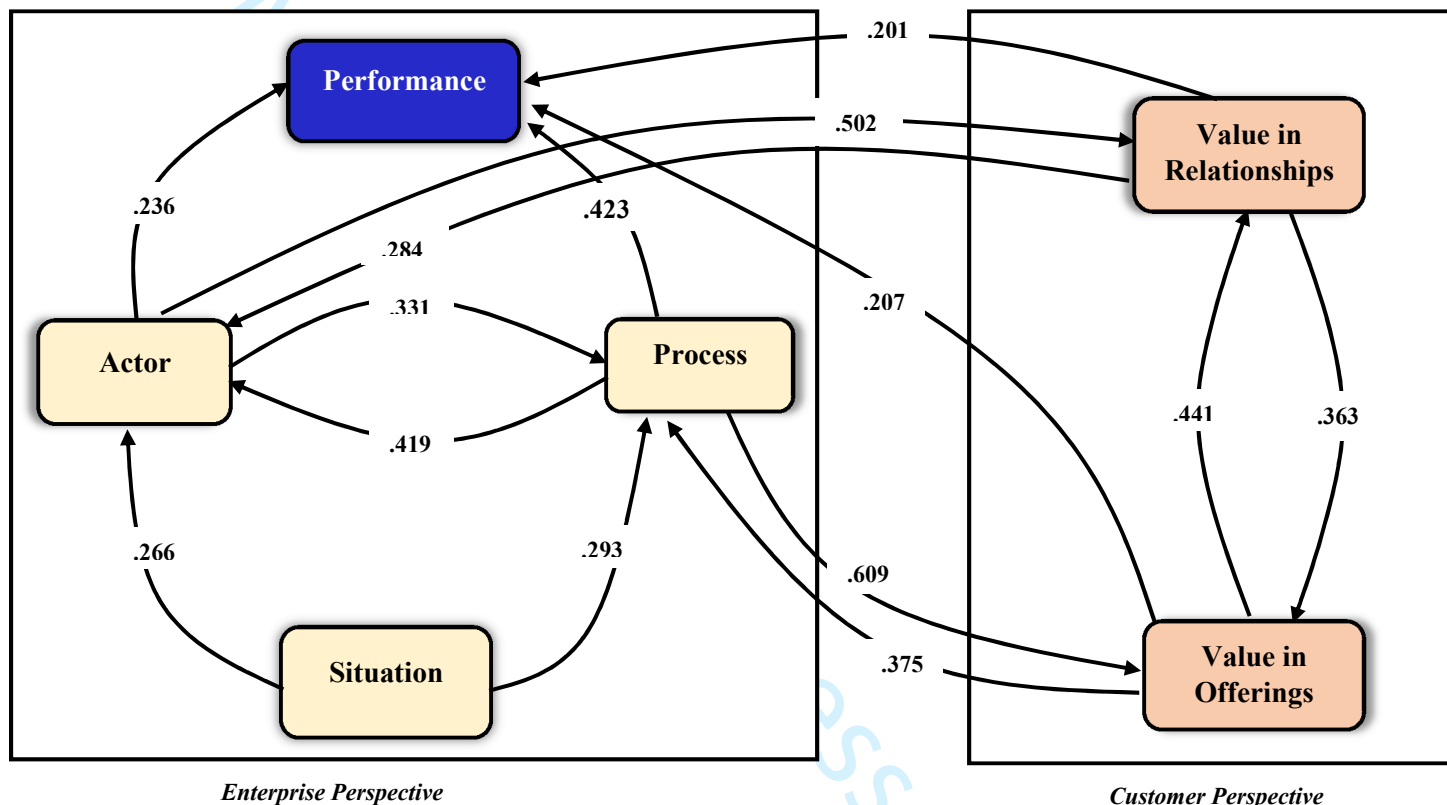 .201
Performance
.502
Value in
Relationships
.236
.423
.284
.331
.207
Actor
Process
.441
.363
.419
.266
.293
.609
.375
Situation
Value in
Offerings
ess
Enterprise Perspective
Customer Perspective